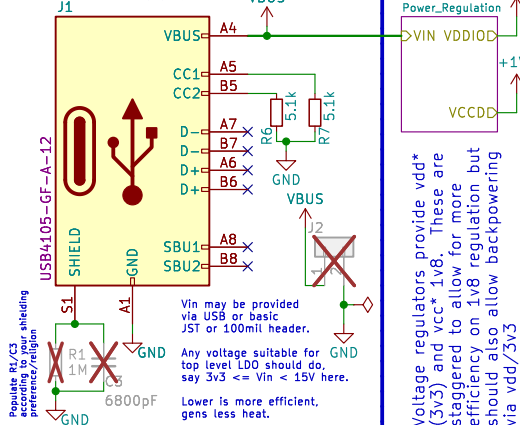 J1
VBUS
Power_Regulation
VBUS
A4
VIN
VDDIO
+1
CC1
A5
CC2
B5
5.1k
5.1k
R6
R7
VCCD
GND
D-
A7
D-
B7
D+
A6
D+
B6
USB4105-GF-A-12
VBUS
J2
1
2
SBU1
A8
SBU2
B8
SHIELD
GND
S1
A1
GND
GND
R1
1M
C3
6800pF
GND
Populate R1/C3
according to your shielding
preference/religion
Vin may be provided
via USB or basic
JST or 100mil header.
Any voltage suitable for
top level LDO should do,
say 3v3 <= Vin < 15V here.
Lower is more efficient,
gens less heat.
Voltage regulators provide vdd*
(3v3) and vcc* 1v8. These are
staggered to allow for more
efficiency on 1v8 regulation but
should also allow backpowering
via vdd/3v3